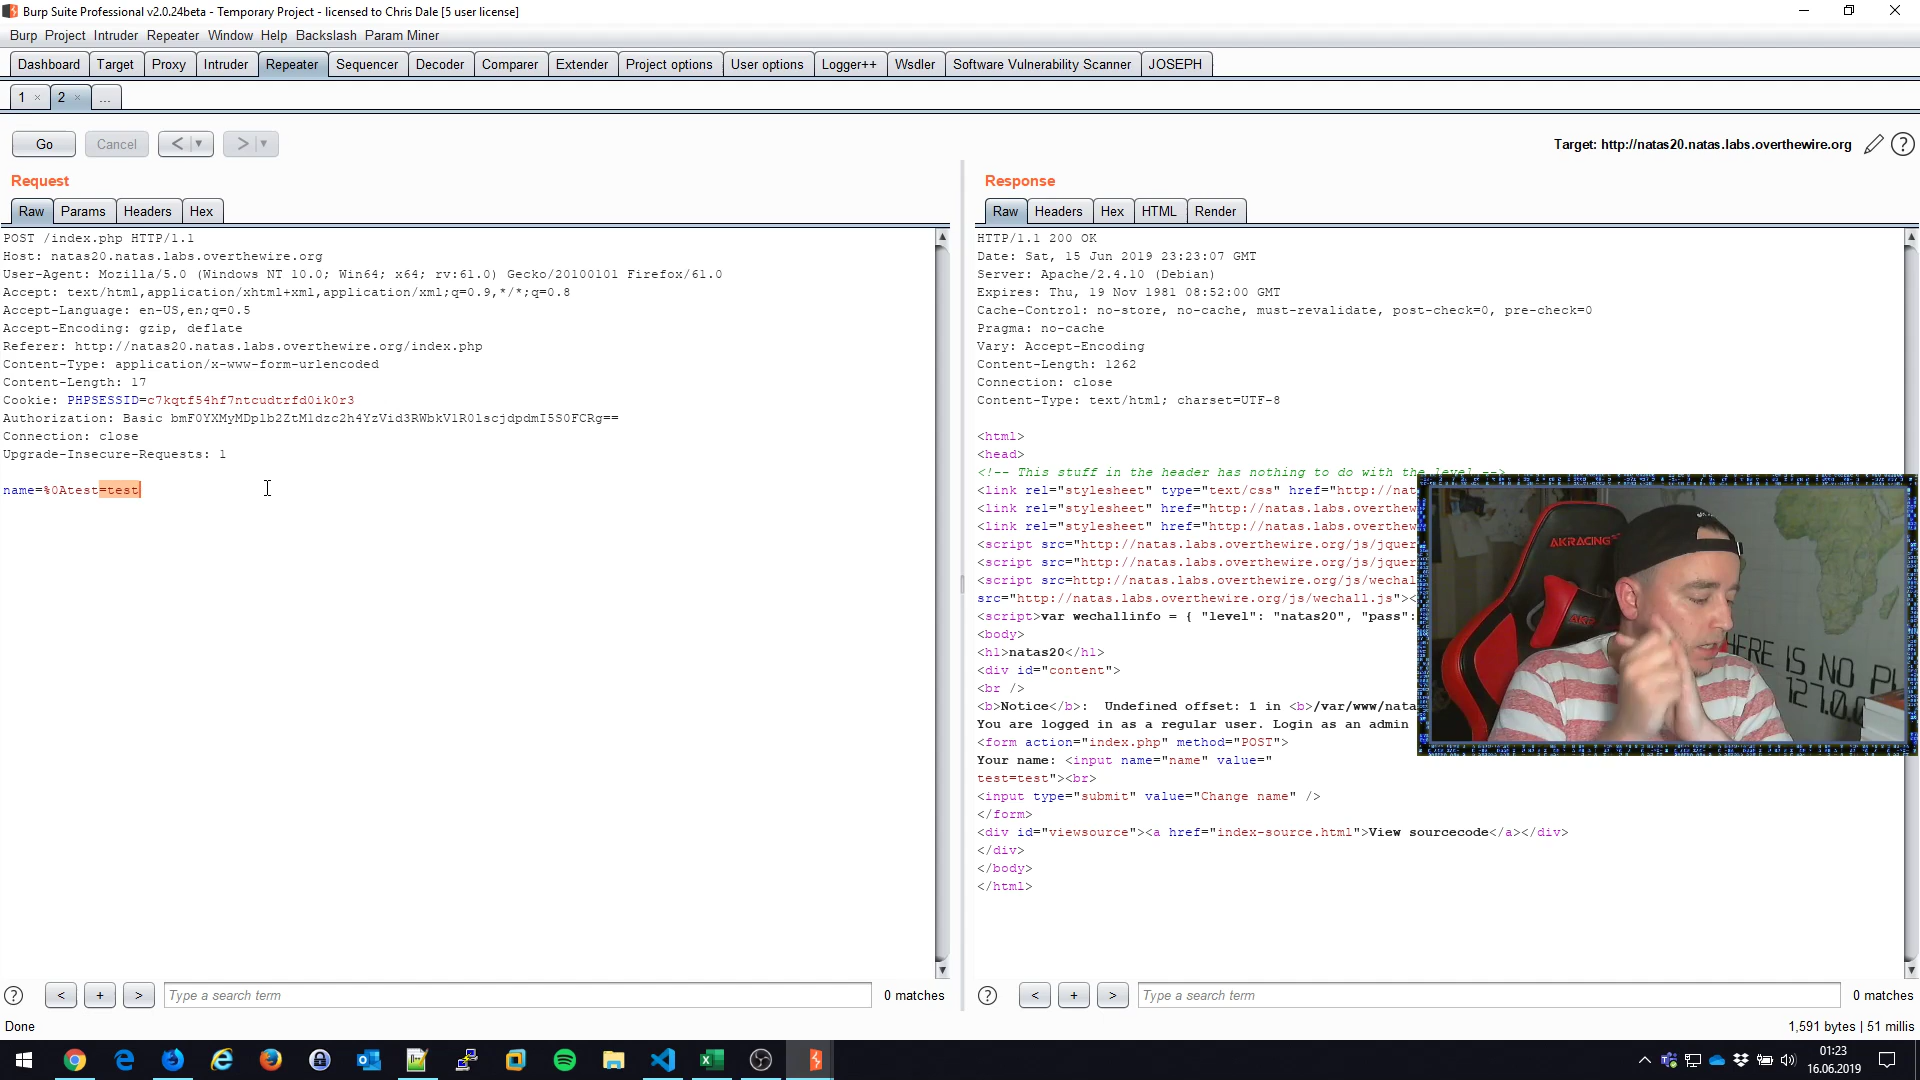 Burp Suite Professional v2.0.24beta - Temporary Project - licensed to Chris Dale [5 user license]
Burp Project Intruder Repeater Window Help Backslash Param Miner
Dashboard Target Proxy Intruder Repeater Sequencer Decoder Comparer Extender Project options User options Logger++ Wsdler Software Vulnerability Scanner JOSEPH
1 × 2 × ...
Go Cancel < > Target: http://natas20.natas.labs.overthewire.org ?
Request
Raw Params Headers Hex
POST /index.php HTTP/1.1
Host: natas20.natas.labs.overthewire.org
User-Agent: Mozilla/5.0 (Windows NT 10.0; Win64; x64; rv:61.0) Gecko/20100101 Firefox/61.0
Accept: text/html,application/xhtml+xml,application/xml;q=0.9,*/*;q=0.8
Accept-Language: en-US,en;q=0.5
Accept-Encoding: gzip, deflate
Referer: http://natas20.natas.labs.overthewire.org/index.php
Content-Type: application/x-www-form-urlencoded
Content-Length: 17
Cookie: PHPSESSID=c7kqtf54hf7ntcudtrfd0ik0r3
Authorization: Basic
Connection: close
Upgrade-Insecure-Requests: 1
name=%0Atest=test
? < + > Type a search term 0 matches
Response
Raw Headers Hex HTML Render
HTTP/1.1 200 OK
Date: Sat, 15 Jun 2019 23:23:07 GMT
Server: Apache/2.4.10 (Debian)
Expires: Thu, 19 Nov 1981 08:52:00 GMT
Cache-Control: no-store, no-cache, must-revalidate, post-check=0, pre-check=0
Pragma: no-cache
Vary: Accept-Encoding
Content-Length: 1262
Connection: close
Content-Type: text/html; charset=UTF-8
<html>
<head>
<!-- This stuff in the header has nothing to do with the level -->
<link rel="stylesheet" type="text/css" href="http://nat
<link rel="stylesheet" href="http://natas.labs.overthew
<link rel="stylesheet" href="http://natas.labs.overthew
<script src="http://natas.labs.overthewire.org/js/jquer
<script src="http://natas.labs.overthewire.org/js/jquer
<script src=http://natas.labs.overthewire.org/js/wechal
src="http://natas.labs.overthewire.org/js/wechall.js"><
<script>var wechallinfo = { "level": "natas20", "pass":
<body>
<h1>natas20</h1>
<div id="content">
<br />
<b>Notice</b>: Undefined offset: 1 in <b>/var/www/nata
You are logged in as a regular user. Login as an admin
<form action="index.php" method="POST">
Your name: <input name="name" value="
test=test"><br>
<input type="submit" value="Change name" />
</form>
<div id="viewsource"><a href="index-source.html">View sourcecode</a></div>
</div>
</body>
</html>
? < + > Type a search term 0 matches
AKRACING
HERE IS NO PL
127.0.0
Done 1,591 bytes | 51 millis
01:23
16.06.2019